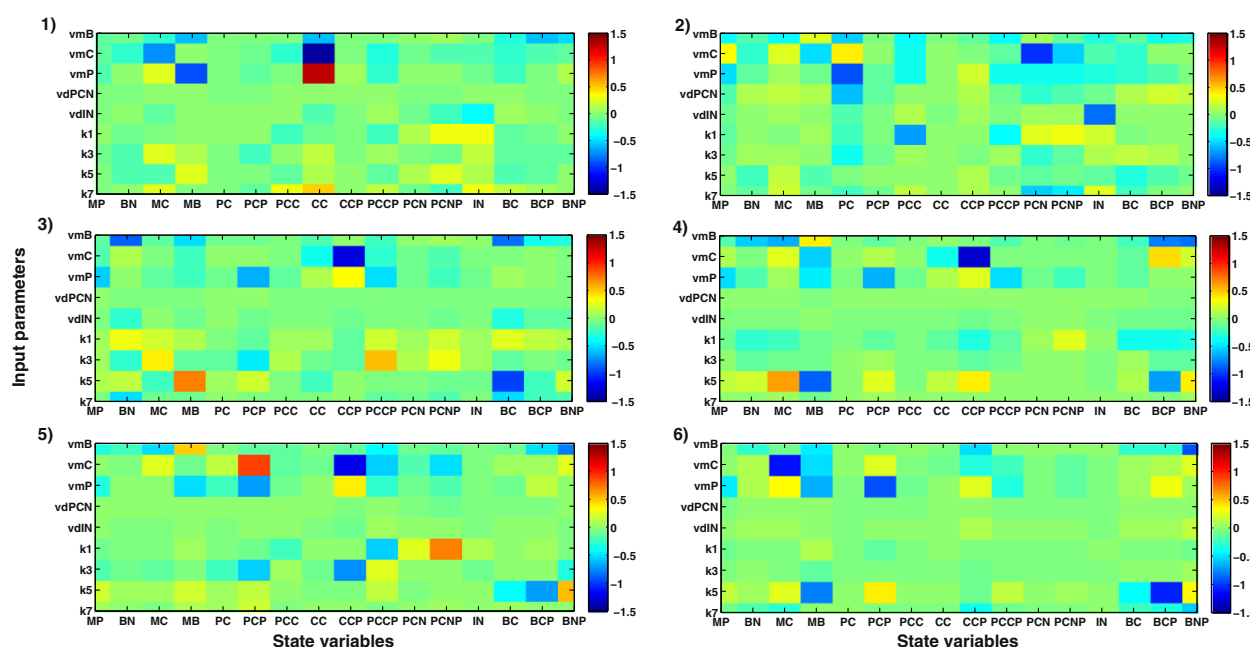 1)
vmB
vmC
vmP
vdPCN
vdIN
k1
k3
k5
k7
MP BN MC MB PC PCP PCC CC CCP PCCP PCN PCNP IN BC BCP BNP
1.5
1
0.5
0
−0.5
−1
−1.5
2)
vmB
vmC
vmP
vdPCN
vdIN
k1
k3
k5
k7
MP BN MC MB PC PCP PCC CC CCP PCCP PCN PCNP IN BC BCP BNP
1.5
1
0.5
0
−0.5
−1
−1.5
Input parameters
3)
vmB
vmC
vmP
vdPCN
vdIN
k1
k3
k5
k7
MP BN MC MB PC PCP PCC CC CCP PCCP PCN PCNP IN BC BCP BNP
1.5
1
0.5
0
−0.5
−1
−1.5
4)
vmB
vmC
vmP
vdPCN
vdIN
k1
k3
k5
k7
MP BN MC MB PC PCP PCC CC CCP PCCP PCN PCNP IN BC BCP BNP
1.5
1
0.5
0
−0.5
−1
−1.5
5)
vmB
vmC
vmP
vdPCN
vdIN
k1
k3
k5
k7
MP BN MC MB PC PCP PCC CC CCP PCCP PCN PCNP IN BC BCP BNP
1.5
1
0.5
0
−0.5
−1
−1.5
State variables
6)
vmB
vmC
vmP
vdPCN
vdIN
k1
k3
k5
k7
MP BN MC MB PC PCP PCC CC CCP PCCP PCN PCNP IN BC BCP BNP
1.5
1
0.5
0
−0.5
−1
−1.5
State variables